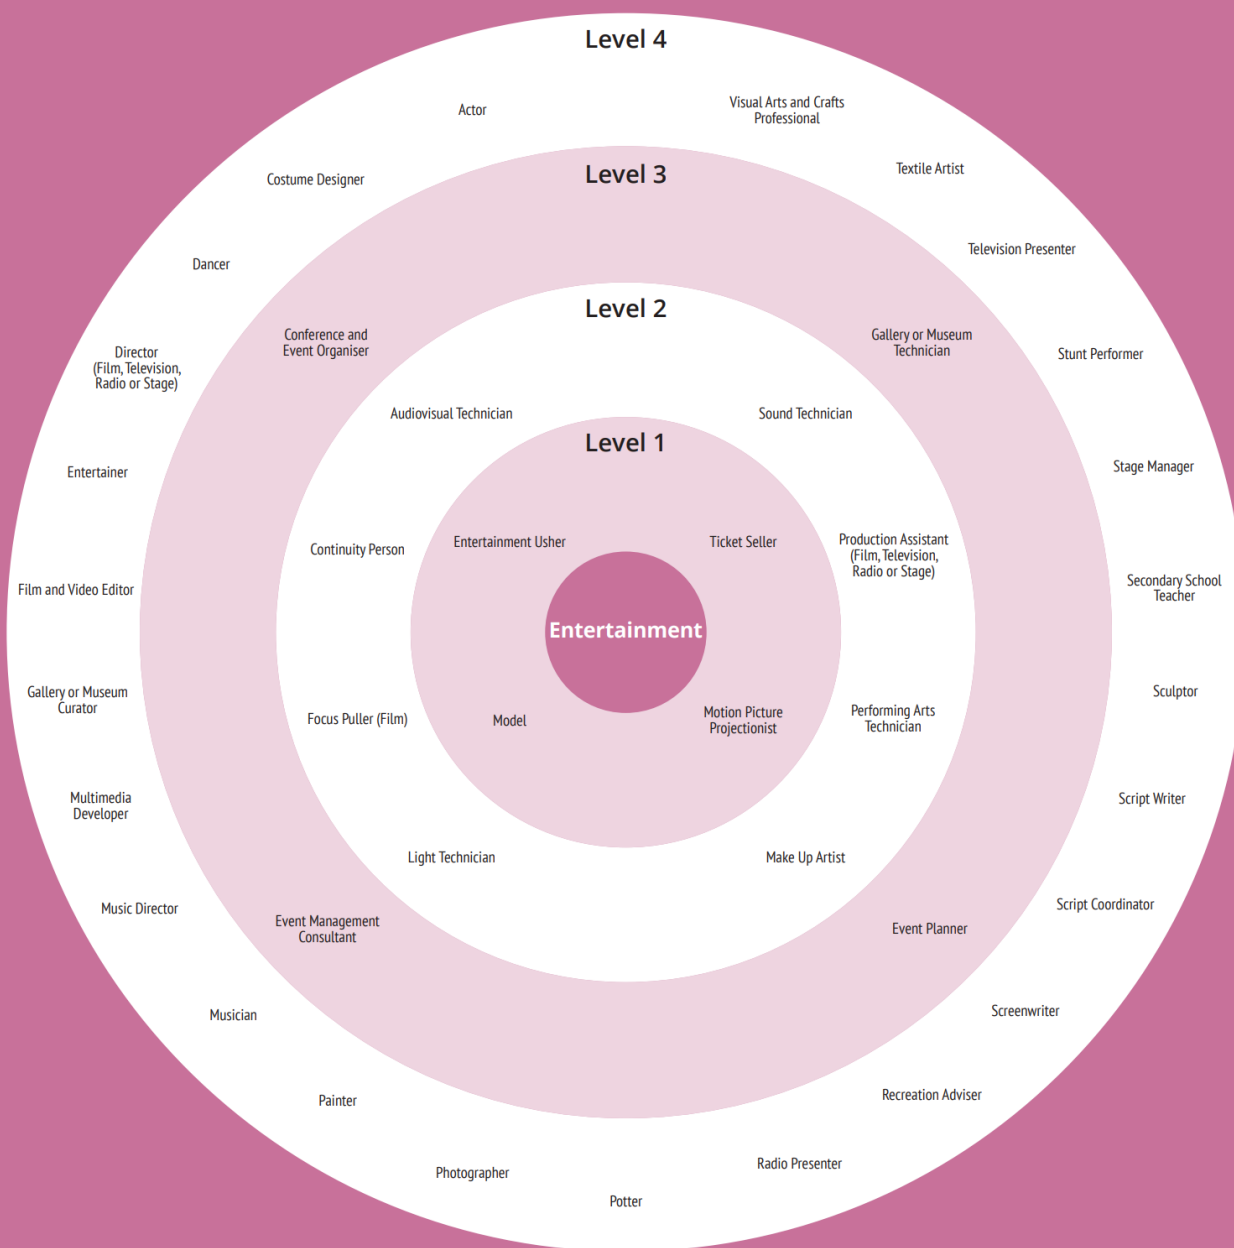 Level 4
Actor
Visual Arts and Crafts
Professional
Costume Designer
Textile Artist
Dancer
Television Presenter
Director
(Film, Television,
Radio or Stage)
Stunt Performer
Entertainer
Stage Manager
Film and Video Editor
Secondary School
Teacher
Gallery or Museum
Curator
Sculptor
Multimedia
Developer
Script Writer
Music Director
Script Coordinator
Musician
Screenwriter
Painter
Recreation Adviser
Photographer
Radio Presenter
Potter
Level 3
Conference and
Event Organiser
Gallery or Museum
Technician
Event Management
Consultant
Event Planner
Level 2
Audiovisual Technician
Sound Technician
Continuity Person
Production Assistant
(Film, Television,
Radio or Stage)
Focus Puller (Film)
Performing Arts
Technician
Light Technician
Make Up Artist
Level 1
Entertainment Usher
Ticket Seller
Model
Motion Picture
Projectionist
Entertainment